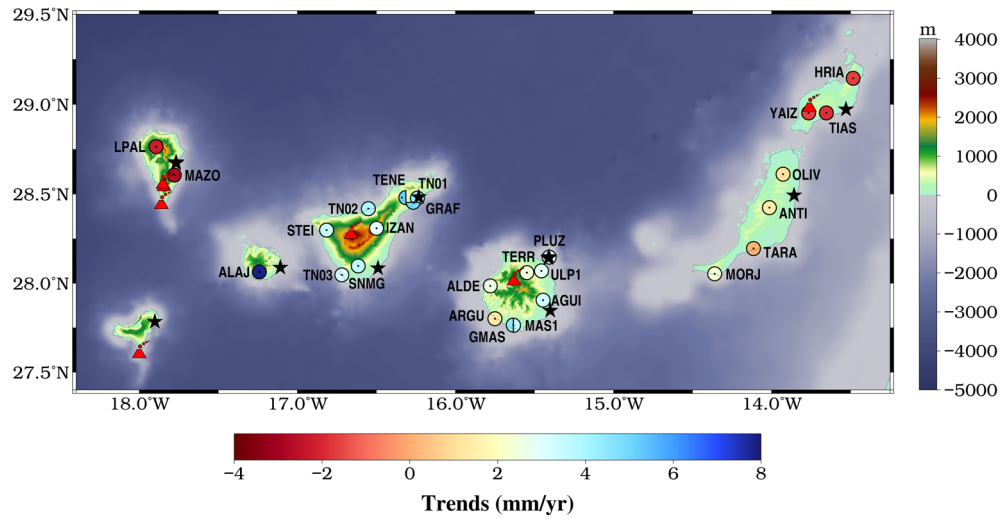 29.5°N
29.0°N
28.5°N
28.0°N
27.5°N
18.0°W
17.0°W
16.0°W
15.0°W
14.0°W
LPAL
MAZO
ALAJ
TENE
TN01
TN02
GRAF
STEI
IZAN
TN03
SNMG
PLUZ
TERR
ULP1
ALDE
AGUI
ARGU
MAS1
GMAS
HRIA
YAIZ
TIAS
OLIV
ANTI
TARA
MORJ
m
4000
3000
2000
1000
0
−1000
−2000
−3000
−4000
−5000
−4
−2
0
2
4
6
8
Trends (mm/yr)